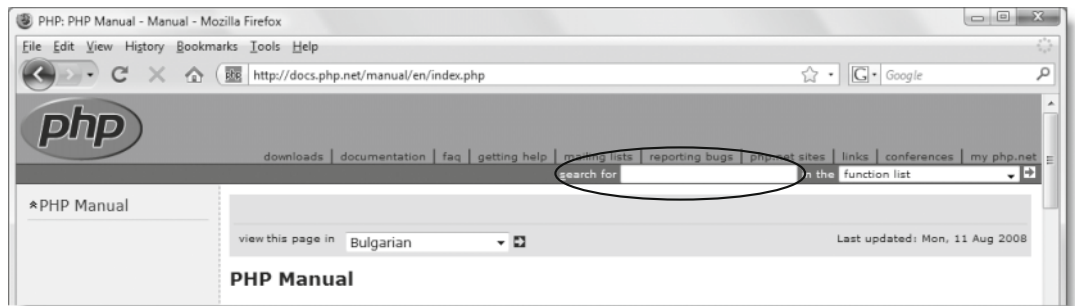 PHP: PHP Manual - Manual - Mozilla Firefox
File Edit View History Bookmarks Tools Help
http://docs.php.net/manual/en/index.php
G Google
php
downloads | documentation | faq | getting help | mailing lists | reporting bugs | php.net sites | links | conferences | my php.net
search for in the function list
PHP Manual
view this page in Bulgarian Last updated: Mon, 11 Aug 2008
PHP Manual